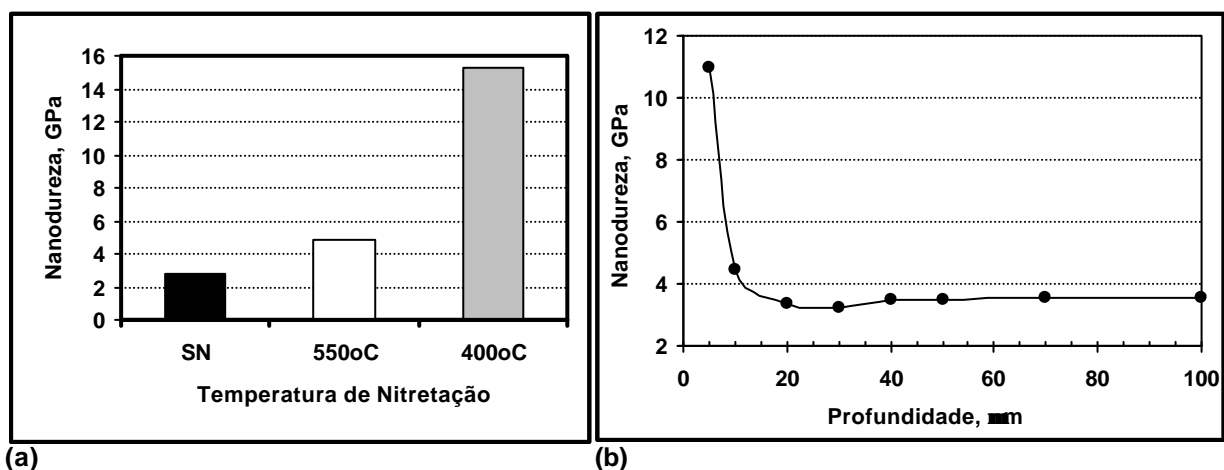 16
14
12
10
8
6
4
2
0
Nanodureza, GPa
SN 550oC 400oC
Temperatura de Nitretação
(a)
12
10
8
6
4
2
Nanodureza, GPa
0 20 40 60 80 100
Profundidade,
(b)